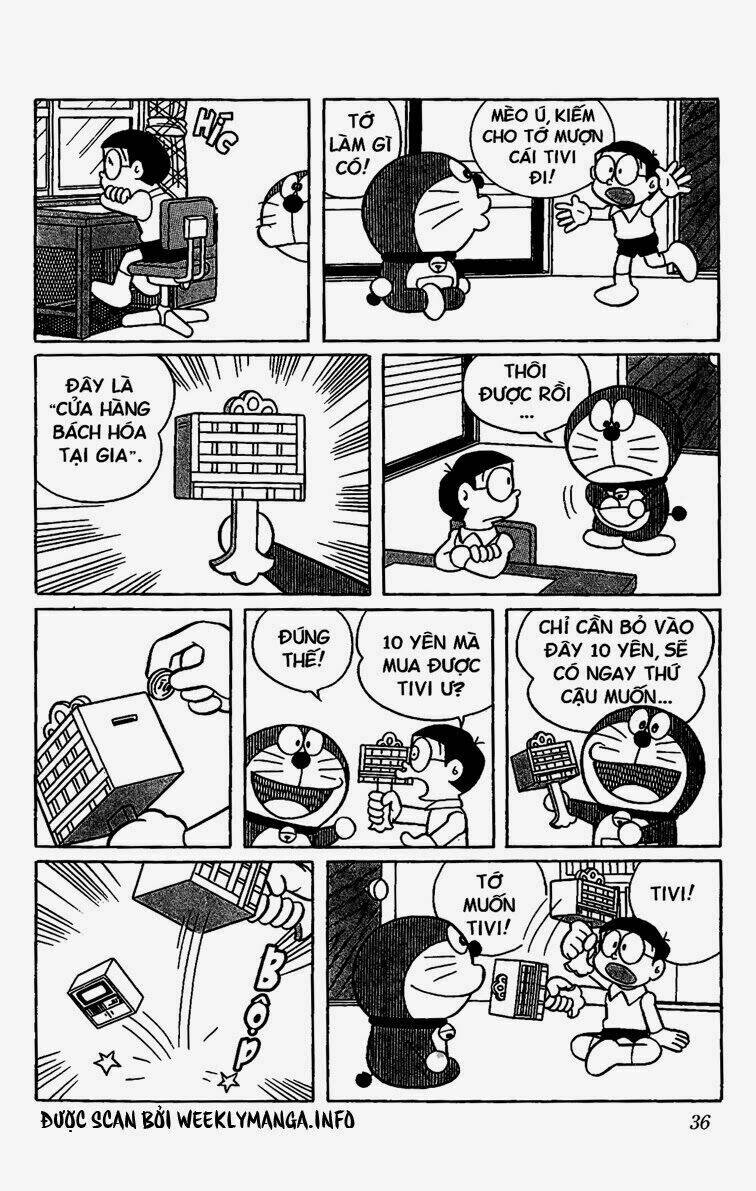 MÈO Ú, KIẾM
CHO TỚ MƯỢN
CÁI TIVI
ĐI!
TỚ
LÀM GÌ
CÓ!
HÍC
THÔI
ĐƯỢC RỒI
...
ĐÂY LÀ
“CỬA HÀNG
BÁCH HÓA
TẠI GIA”.
CHỈ CẦN BỎ VÀO
ĐÂY 10 YÊN, SẼ
CÓ NGAY THỨ
CẬU MUỐN...
10 YÊN MÀ
MUA ĐƯỢC
TIVI Ư?
ĐÚNG
THẾ!
TIVI!
TỚ
MUỐN
TIVI!
BỘP
ĐƯỢC SCAN BỞI WEEKLYMANGA.INFO
36